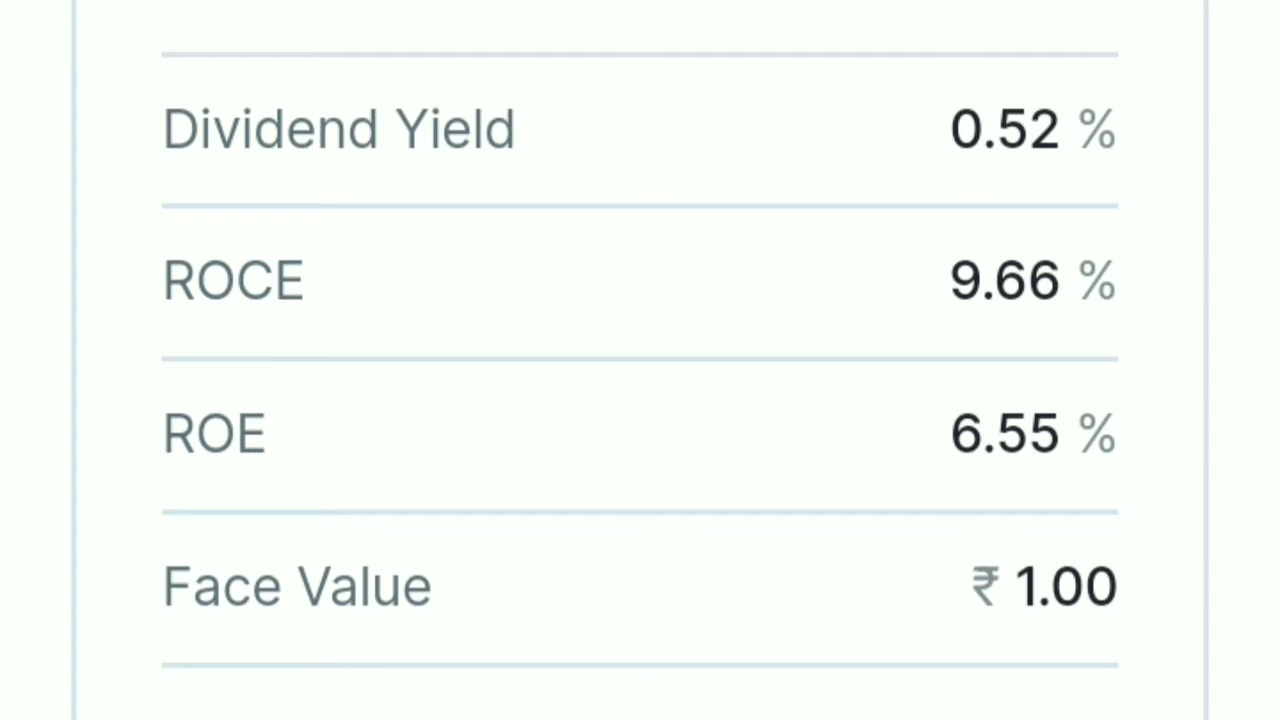 Dividend Yield 0.52 %
ROCE 9.66 %
ROE 6.55 %
Face Value ₹ 1.00